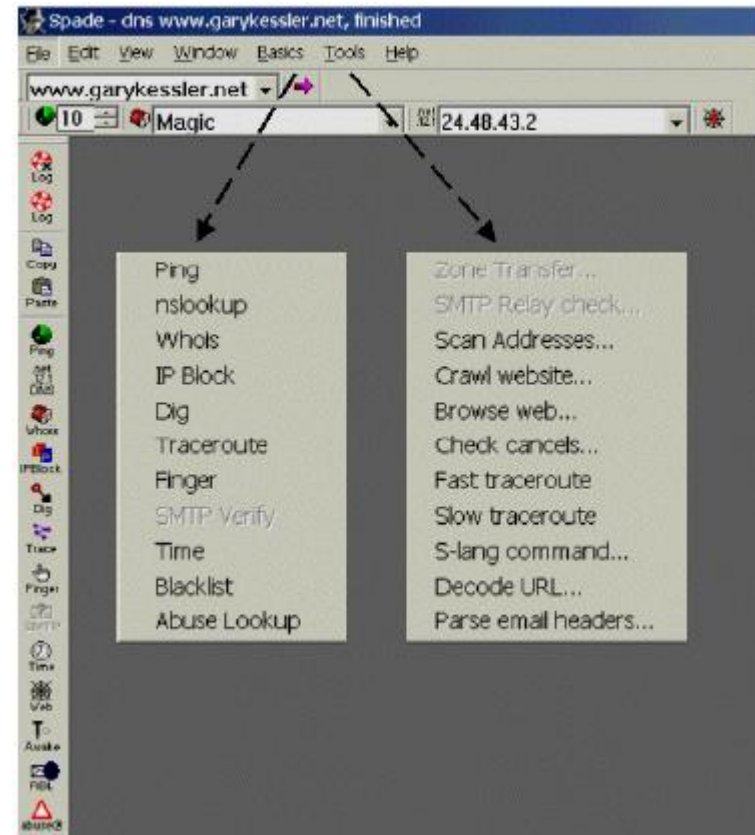 Spade - dns www.garykessler.net, finished
File Edit View Window Basics Tools Help
www.garykessler.net
10 Magic 24.48.43.2
Log
Log
Copy
Paste
Ping
DNS
Whois
IPBlock
Dig
Trace
Finger
SMTP
Time
Web
Awake
RBL
abuse@
Ping
nslookup
Whois
IP Block
Dig
Traceroute
Finger
SMTP Verify
Time
Blacklist
Abuse Lookup
Zone Transfer...
SMTP Relay check...
Scan Addresses...
Crawl website...
Browse web...
Check cancels...
Fast traceroute
Slow traceroute
S-lang command...
Decode URL...
Parse email headers...